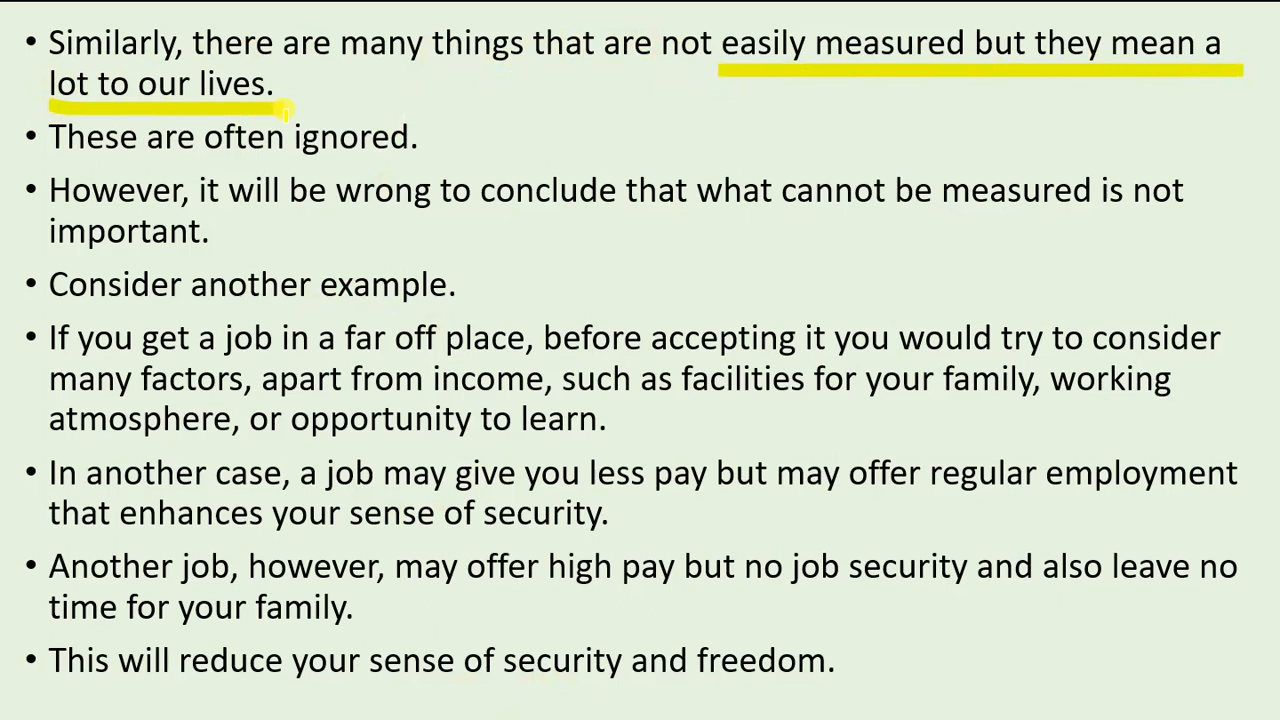 • Similarly, there are many things that are not easily measured but they mean a
lot to our lives.
• These are often ignored.
• However, it will be wrong to conclude that what cannot be measured is not
important.
• Consider another example.
• If you get a job in a far off place, before accepting it you would try to consider
many factors, apart from income, such as facilities for your family, working
atmosphere, or opportunity to learn.
• In another case, a job may give you less pay but may offer regular employment
that enhances your sense of security.
• Another job, however, may offer high pay but no job security and also leave no
time for your family.
• This will reduce your sense of security and freedom.